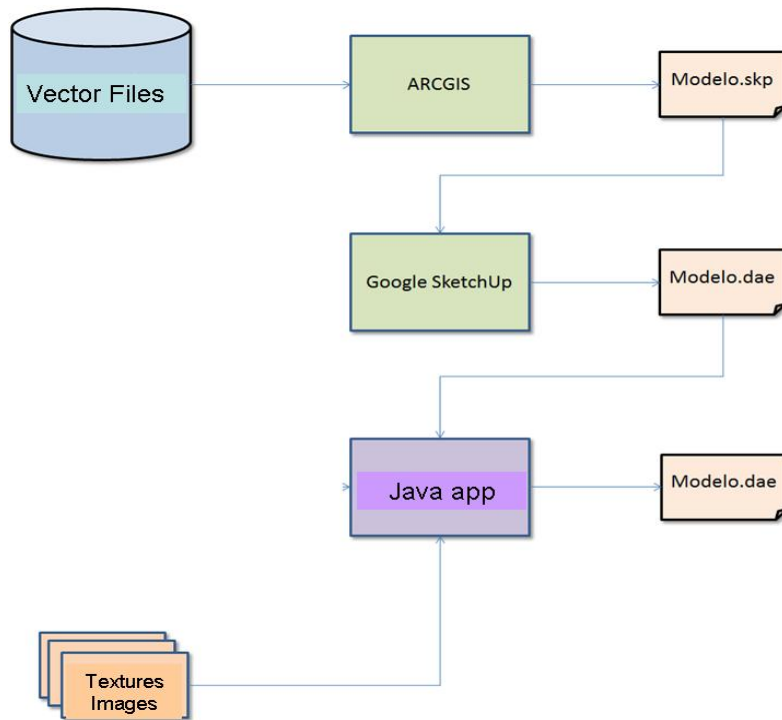 Vector Files
ARCGIS
Modelo.skp
Google SketchUp
Modelo.dae
Java app
Modelo.dae
Textures
Images